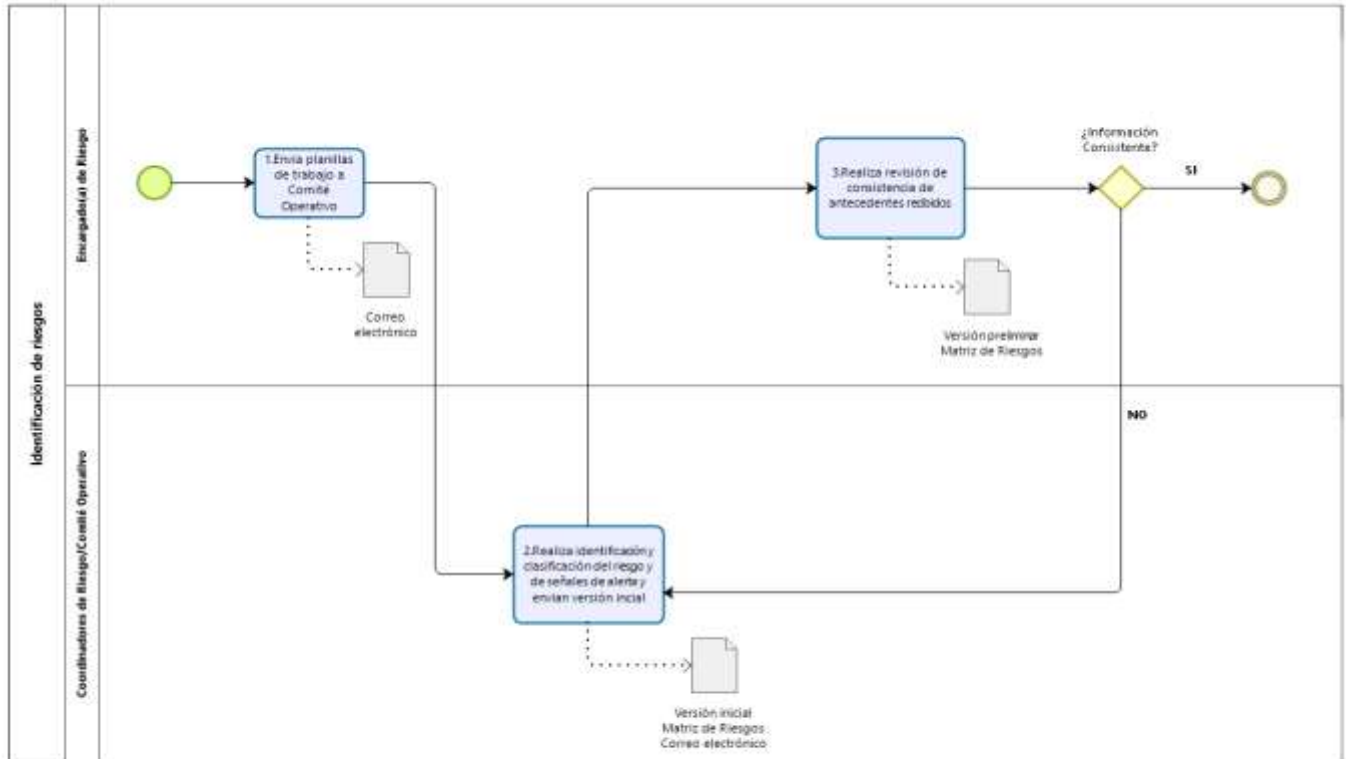 Identificación de riesgos
Encargado(a) de Riesgo
1.Envia planillas
de trabajo a
Comité
Operativo
Correo
electrónico
3.Realiza revisión de
consistencia de
antecedentes recibidos
Versión preliminar
Matriz de Riesgos
¿Información
Consistente?
SI
NO
Coordinadores de Riesgo/Comité Operativo
2.Realiza identificación y
clasificación del riesgo y
de señales de alerta y
envían versión incial
Versión inicial
Matriz de Riesgos
Correo electrónico